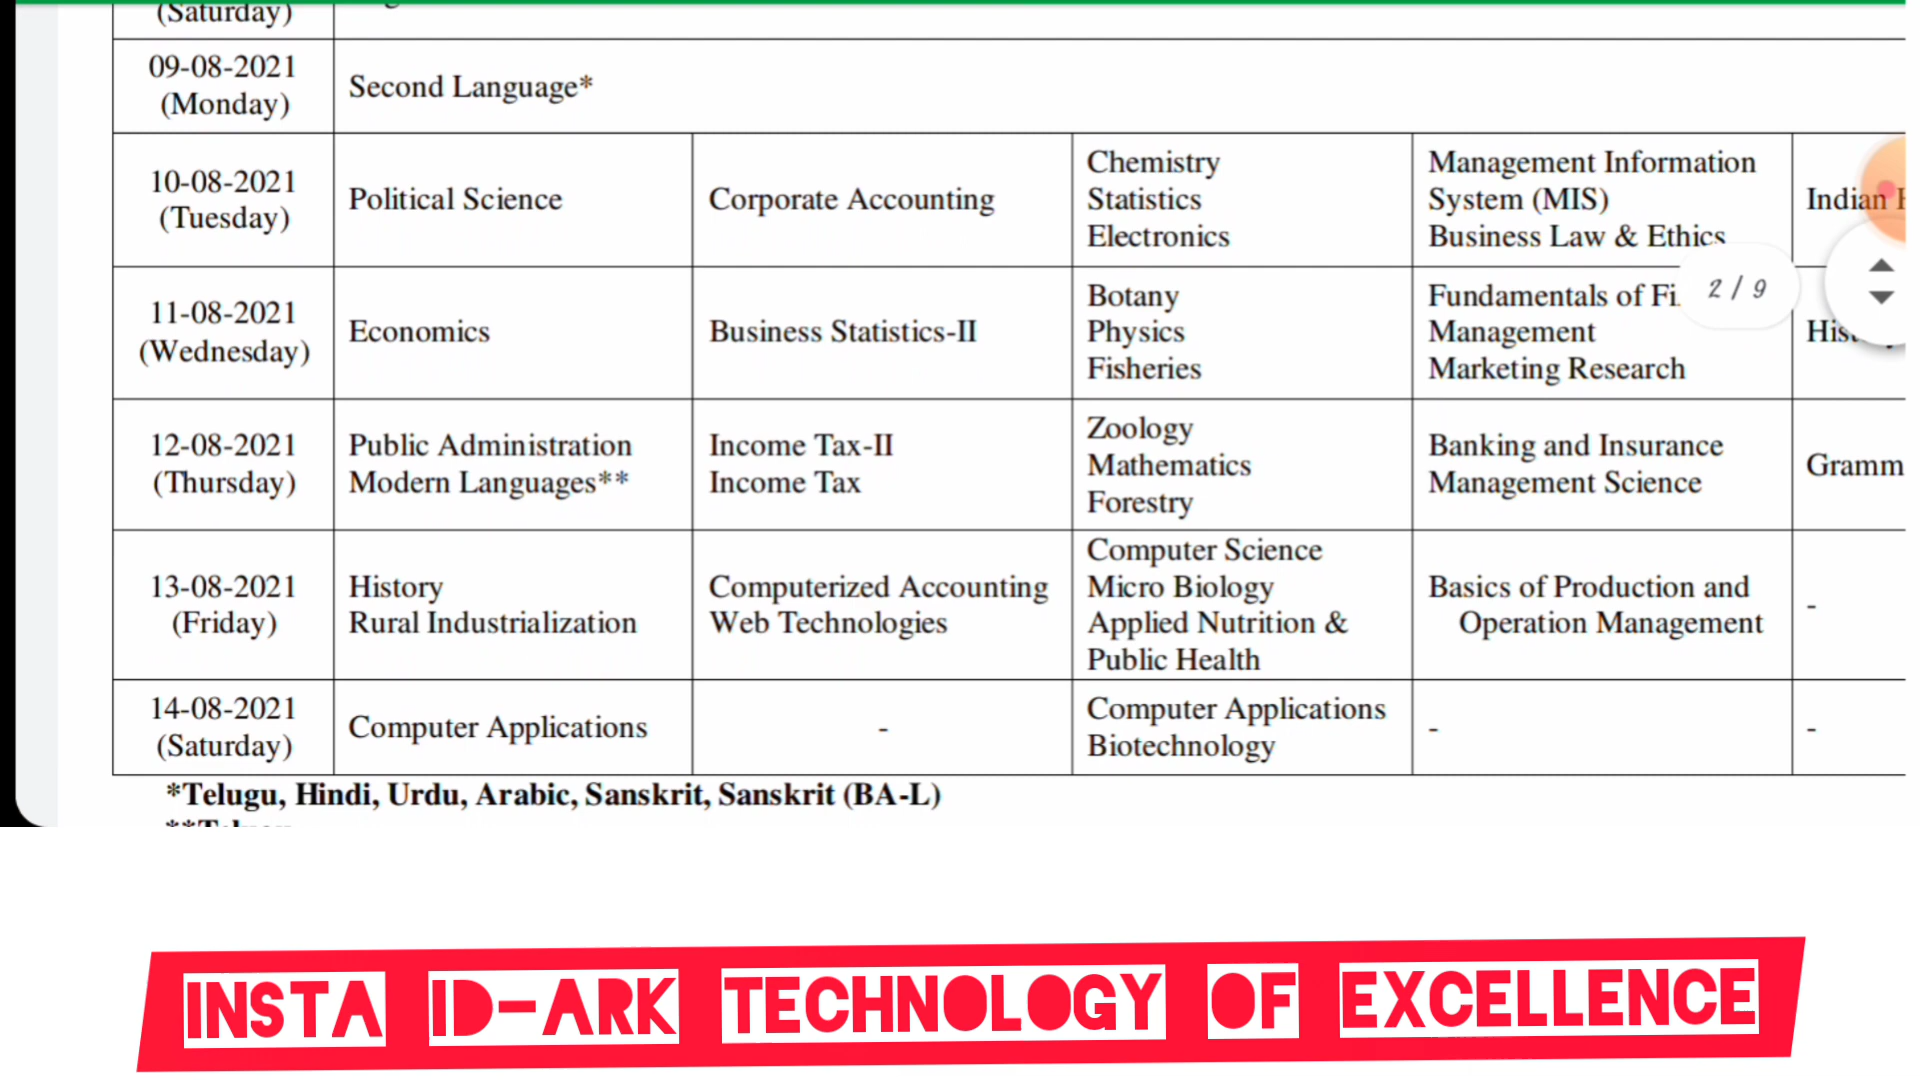 (Saturday)
09-08-2021
(Monday)
Second Language*
10-08-2021
(Tuesday)
Political Science
Corporate Accounting
Chemistry
Statistics
Electronics
Management Information
System (MIS)
Business Law & Ethics
Indian
11-08-2021
(Wednesday)
Economics
Business Statistics-II
Botany
Physics
Fisheries
Fundamentals of
Management
Marketing Research
2 / 9
12-08-2021
(Thursday)
Public Administration
Modern Languages**
Income Tax-II
Income Tax
Zoology
Mathematics
Forestry
Banking and Insurance
Management Science
Gramm
13-08-2021
(Friday)
History
Rural Industrialization
Computerized Accounting
Web Technologies
Computer Science
Micro Biology
Applied Nutrition &
Public Health
Basics of Production and
Operation Management
-
14-08-2021
(Saturday)
Computer Applications
-
Computer Applications
Biotechnology
-
-
*Telugu, Hindi, Urdu, Arabic, Sanskrit, Sanskrit (BA-L)
INSTA ID-ARK TECHNOLOGY OF EXCELLENCE